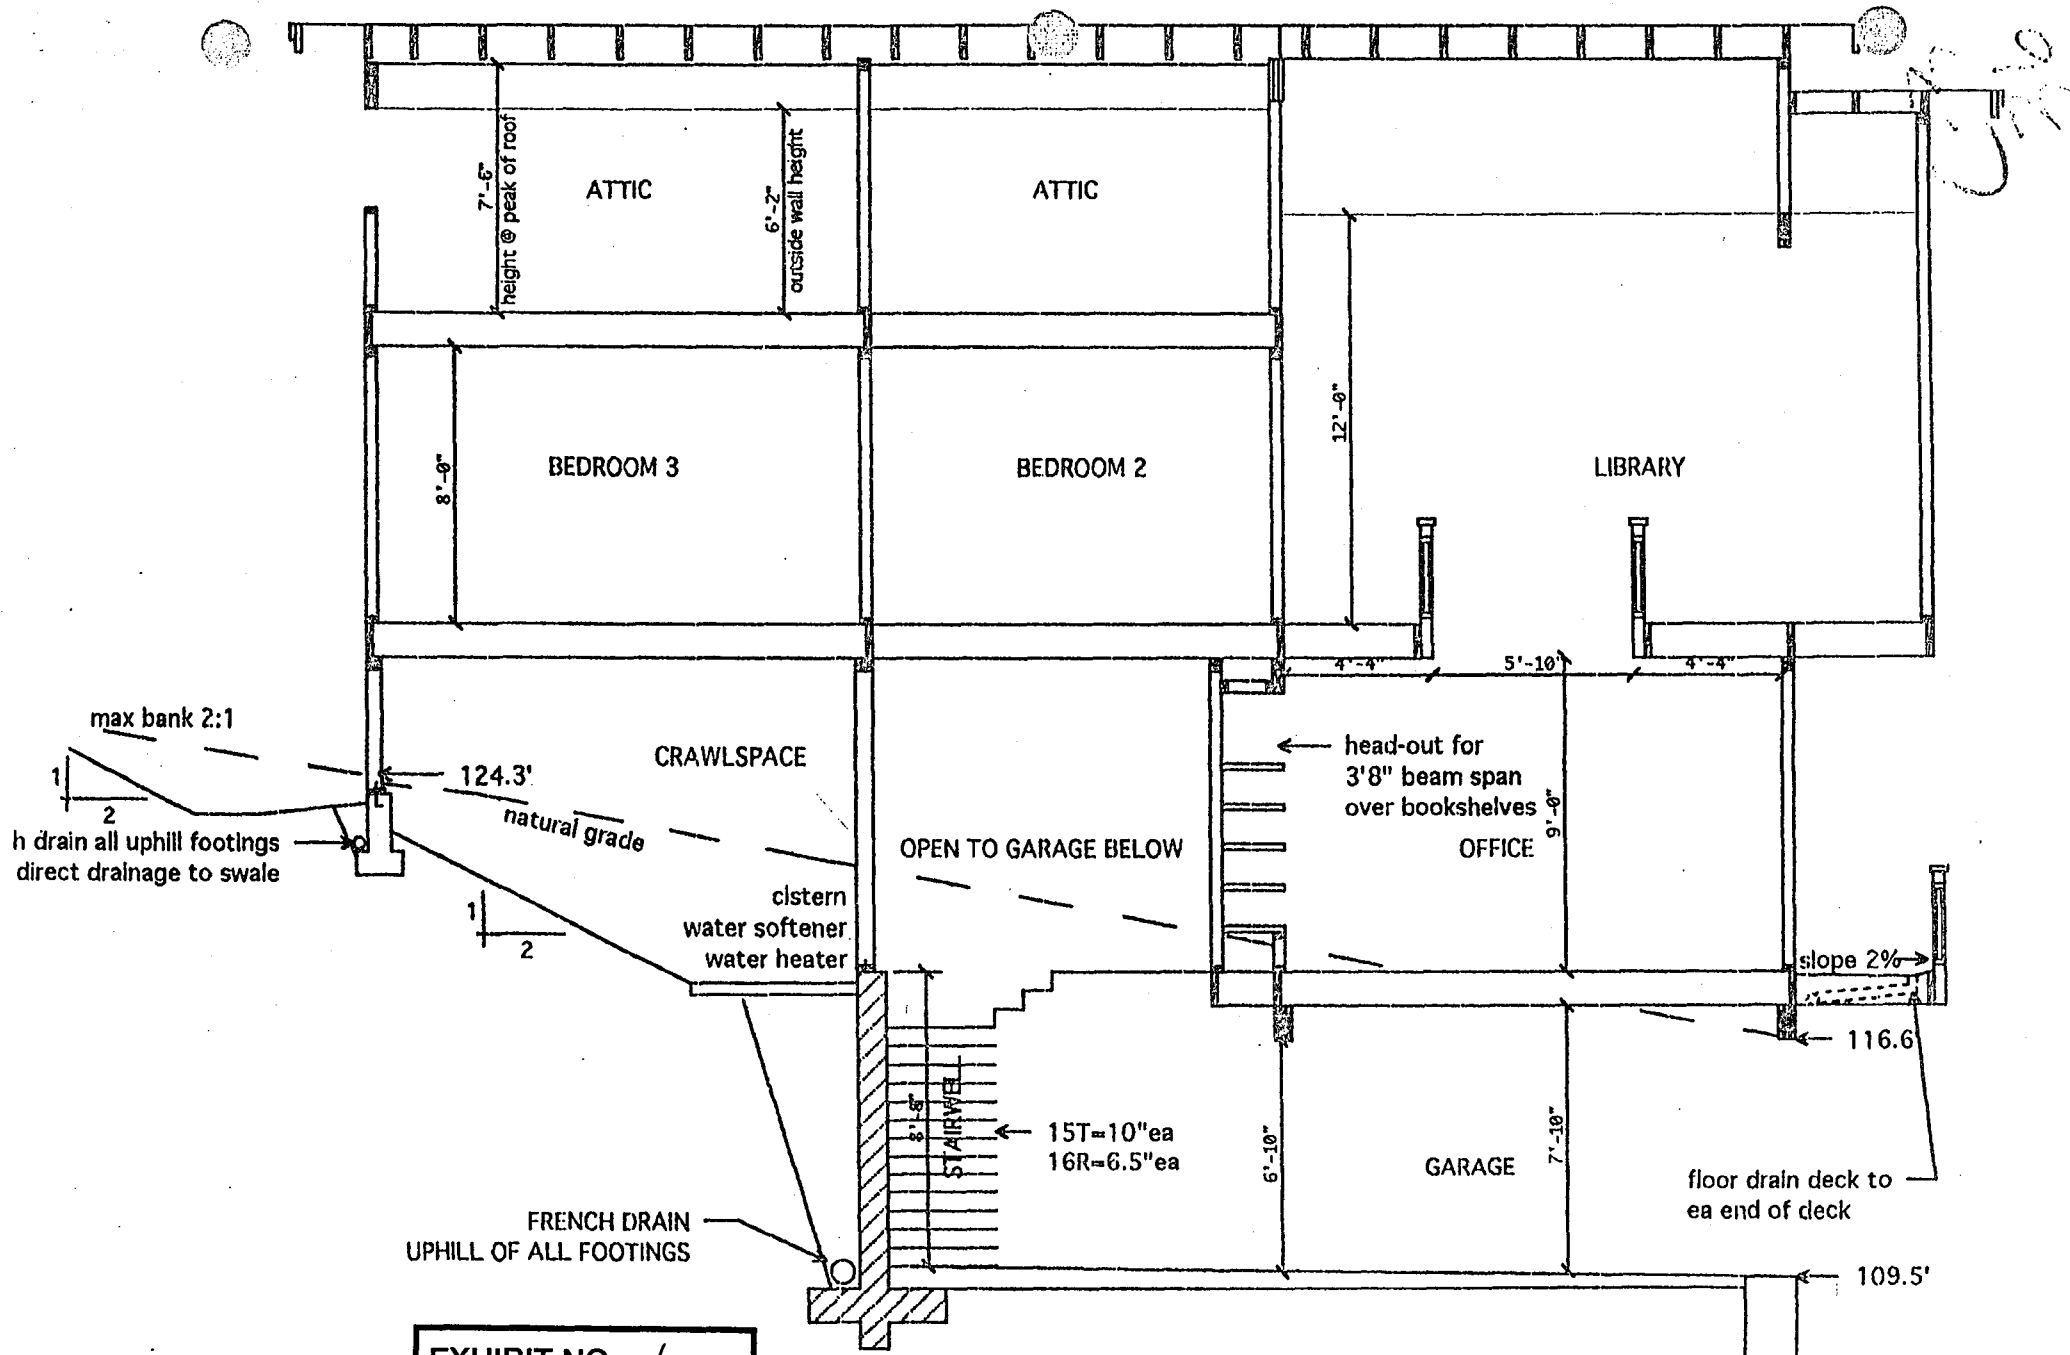 7'-6"
height @ peak of roof
ATTIC
6'-2"
outside wall height
ATTIC
8'-0"
BEDROOM 3
BEDROOM 2
12'-0"
LIBRARY
4'-4"
5'-10"
4'-4"
max bank 2:1
1
2
124.3'
natural grade
CRAWLSPACE
head-out for
3'8" beam span
over bookshelves
9'-0"
OFFICE
h drain all uphill footings
direct drainage to swale
OPEN TO GARAGE BELOW
1
2
cistern
water softener
water heater
slope 2%
116.6'
8'-8"
STAIRWELL
15T=10"ea
16R=6.5"ea
6'-10"
GARAGE
7'-10"
floor drain deck to
ea end of deck
FRENCH DRAIN
UPHILL OF ALL FOOTINGS
109.5'
EXHIBIT NO.